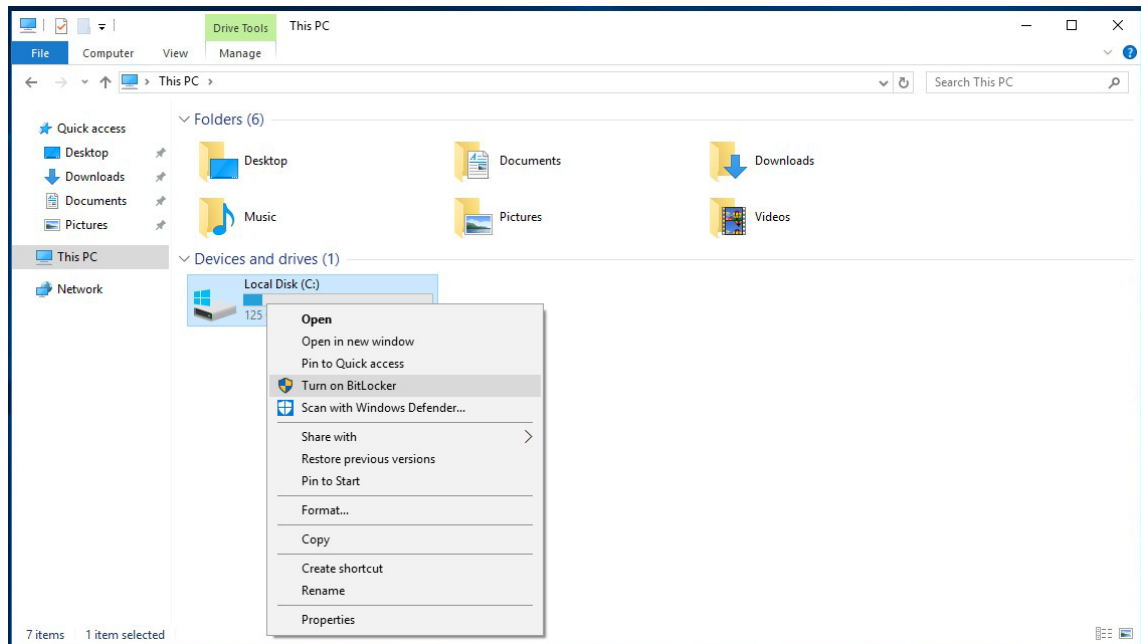 Drive Tools This PC
File Computer View Manage
This PC
Search This PC
Quick access
Desktop
Downloads
Documents
Pictures
This PC
Network
Folders (6)
Desktop Documents Downloads
Music Pictures Videos
Devices and drives (1)
Local Disk (C:)
125
Open
Open in new window
Pin to Quick access
Turn on BitLocker
Scan with Windows Defender...
Share with
Restore previous versions
Pin to Start
Format...
Copy
Create shortcut
Rename
Properties
7 items 1 item selected